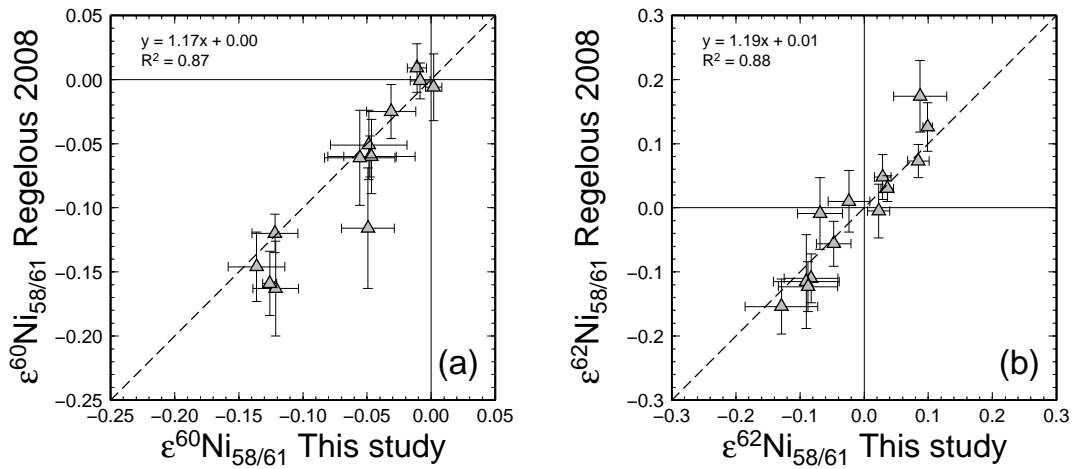 ε⁶⁰Ni₅₈/₆₁ Regelous 2008
0.05
0.00
−0.05
−0.10
−0.15
−0.20
−0.25
y = 1.17x + 0.00
R² = 0.87
(a)
−0.25 −0.20 −0.15 −0.10 −0.05 0.00 0.05
ε⁶⁰Ni₅₈/₆₁ This study
ε⁶²Ni₅₈/₆₁ Regelous 2008
0.3
0.2
0.1
0.0
−0.1
−0.2
−0.3
y = 1.19x + 0.01
R² = 0.88
(b)
−0.3 −0.2 −0.1 0.0 0.1 0.2 0.3
ε⁶²Ni₅₈/₆₁ This study